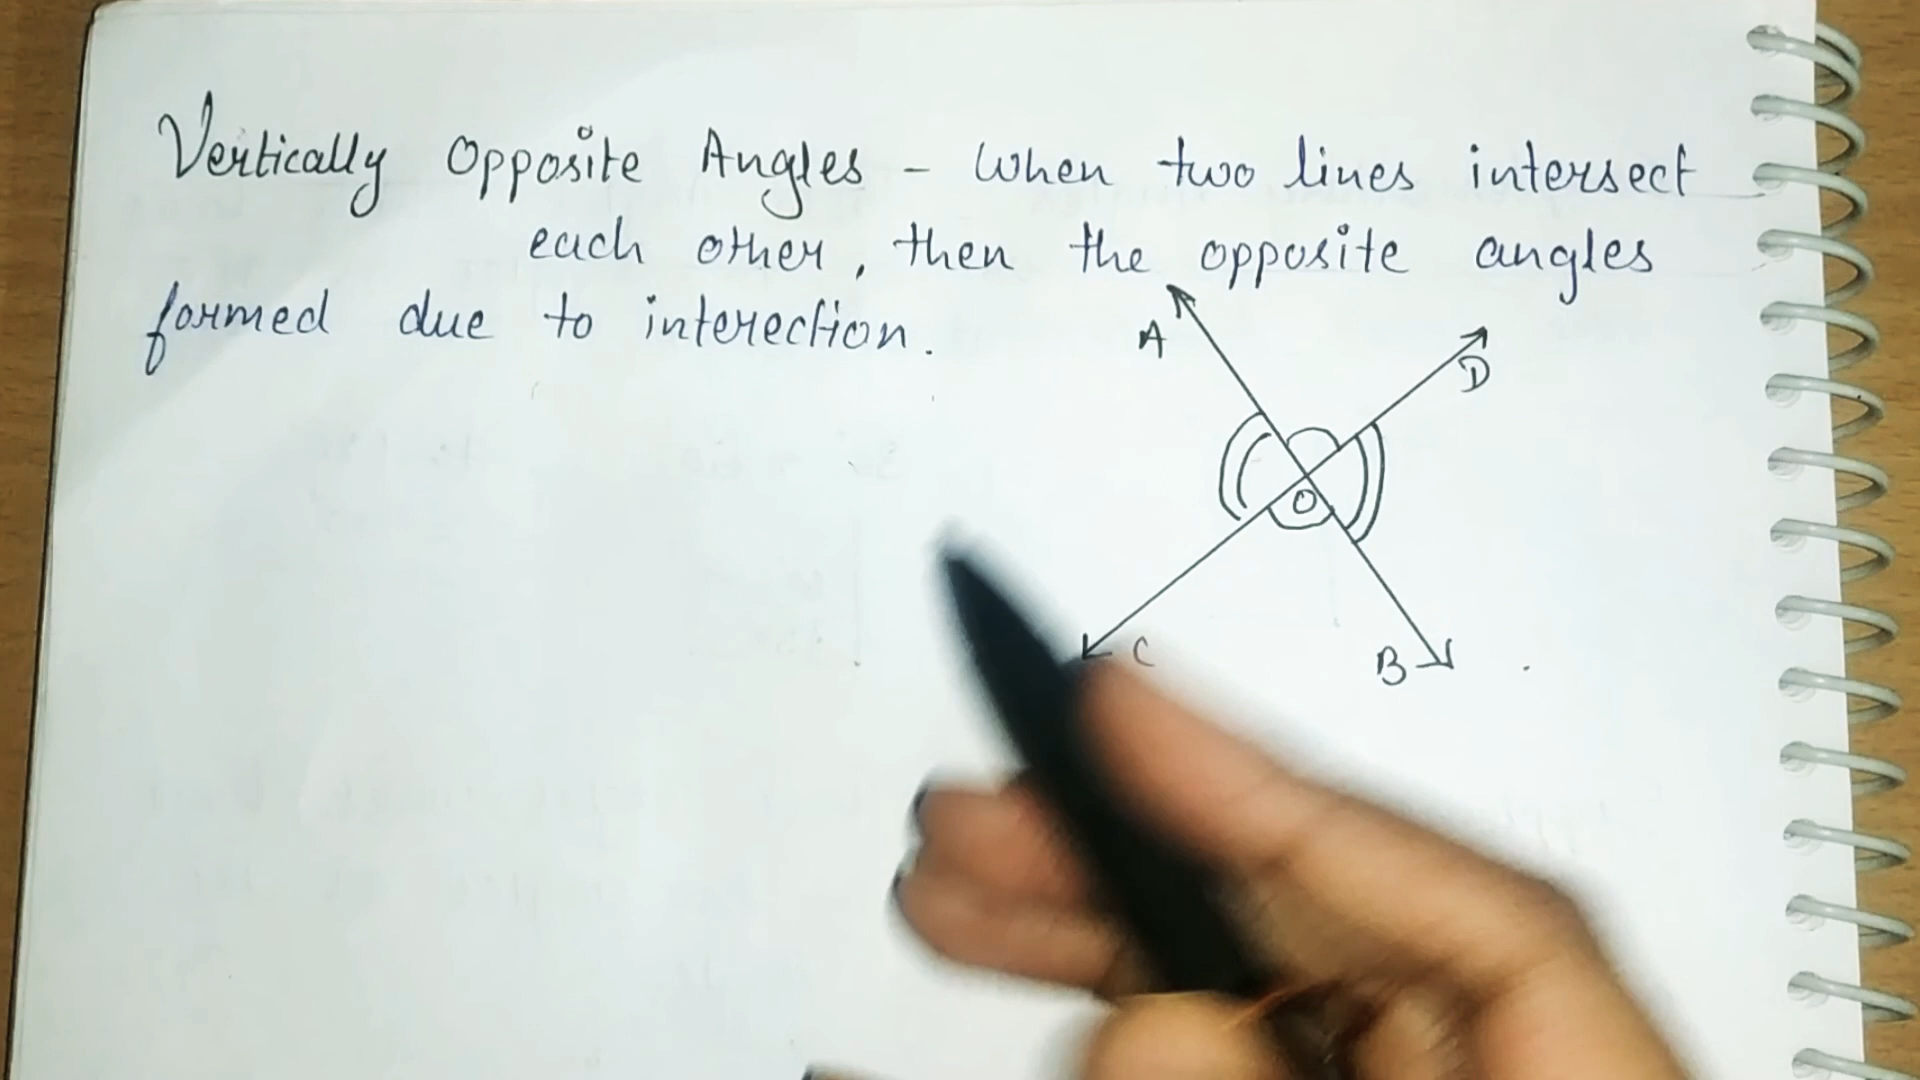 Vertically Opposite Angles - When two lines intersect
each other, then the opposite angles
formed due to interection.
A
D
O
C
B